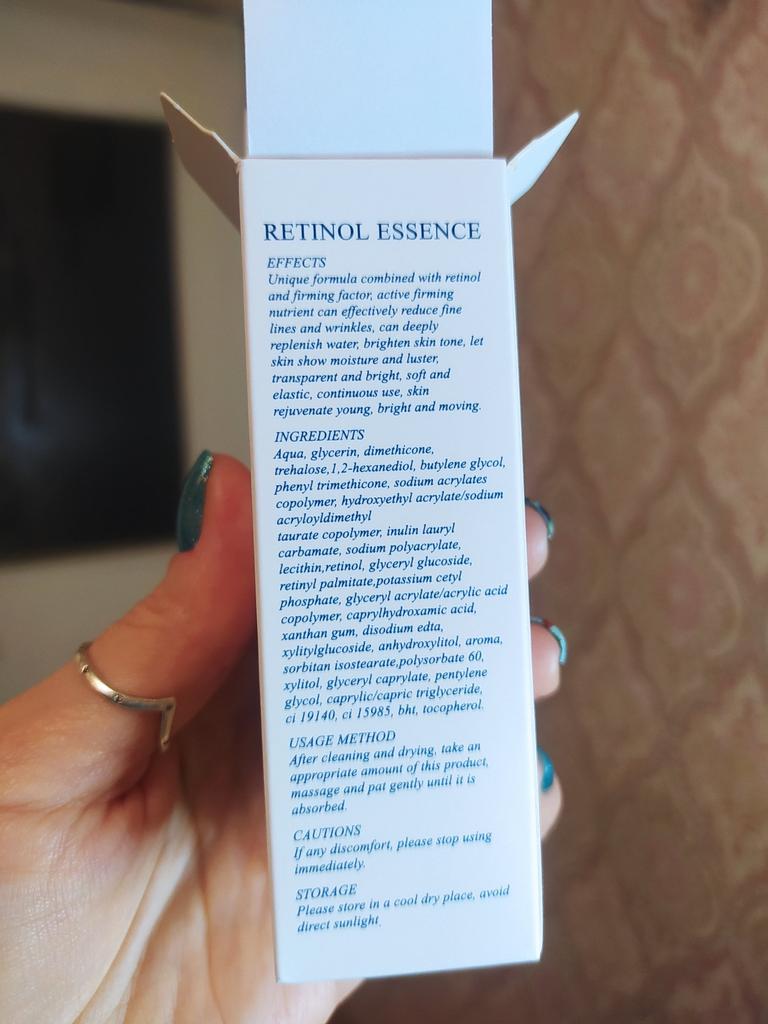 RETINOL ESSENCE
EFFECTS
Unique formula combined with retinol
and firming factor, active firming
nutrient can effectively reduce fine
lines and wrinkles, can deeply
replenish water, brighten skin tone, let
skin show moisture and luster,
transparent and bright, soft and
elastic, continuous use, skin
rejuvenate young, bright and moving.
INGREDIENTS
Aqua, glycerin, dimethicone,
trehalose,1,2-hexanediol, butylene glycol,
phenyl trimethicone, sodium acrylates
copolymer, hydroxyethyl acrylate/sodium
acryloyldimethyl
taurate copolymer, inulin lauryl
carbamate, sodium polyacrylate,
lecithin,retinol, glyceryl glucoside,
retinyl palmitate,potassium cetyl
phosphate, glyceryl acrylate/acrylic acid
copolymer, caprylhydroxamic acid,
xanthan gum, disodium edta,
xylitylglucoside, anhydroxylitol, aroma,
sorbitan isostearate,polysorbate 60,
xylitol, glyceryl caprylate, pentylene
glycol, caprylic/capric triglyceride,
ci 19140, ci 15985, bht, tocopherol.
USAGE METHOD
After cleaning and drying, take an
appropriate amount of this product,
massage and pat gently until it is
absorbed.
CAUTIONS
If any discomfort, please stop using
immediately.
STORAGE
Please store in a cool dry place, avoid
direct sunlight.